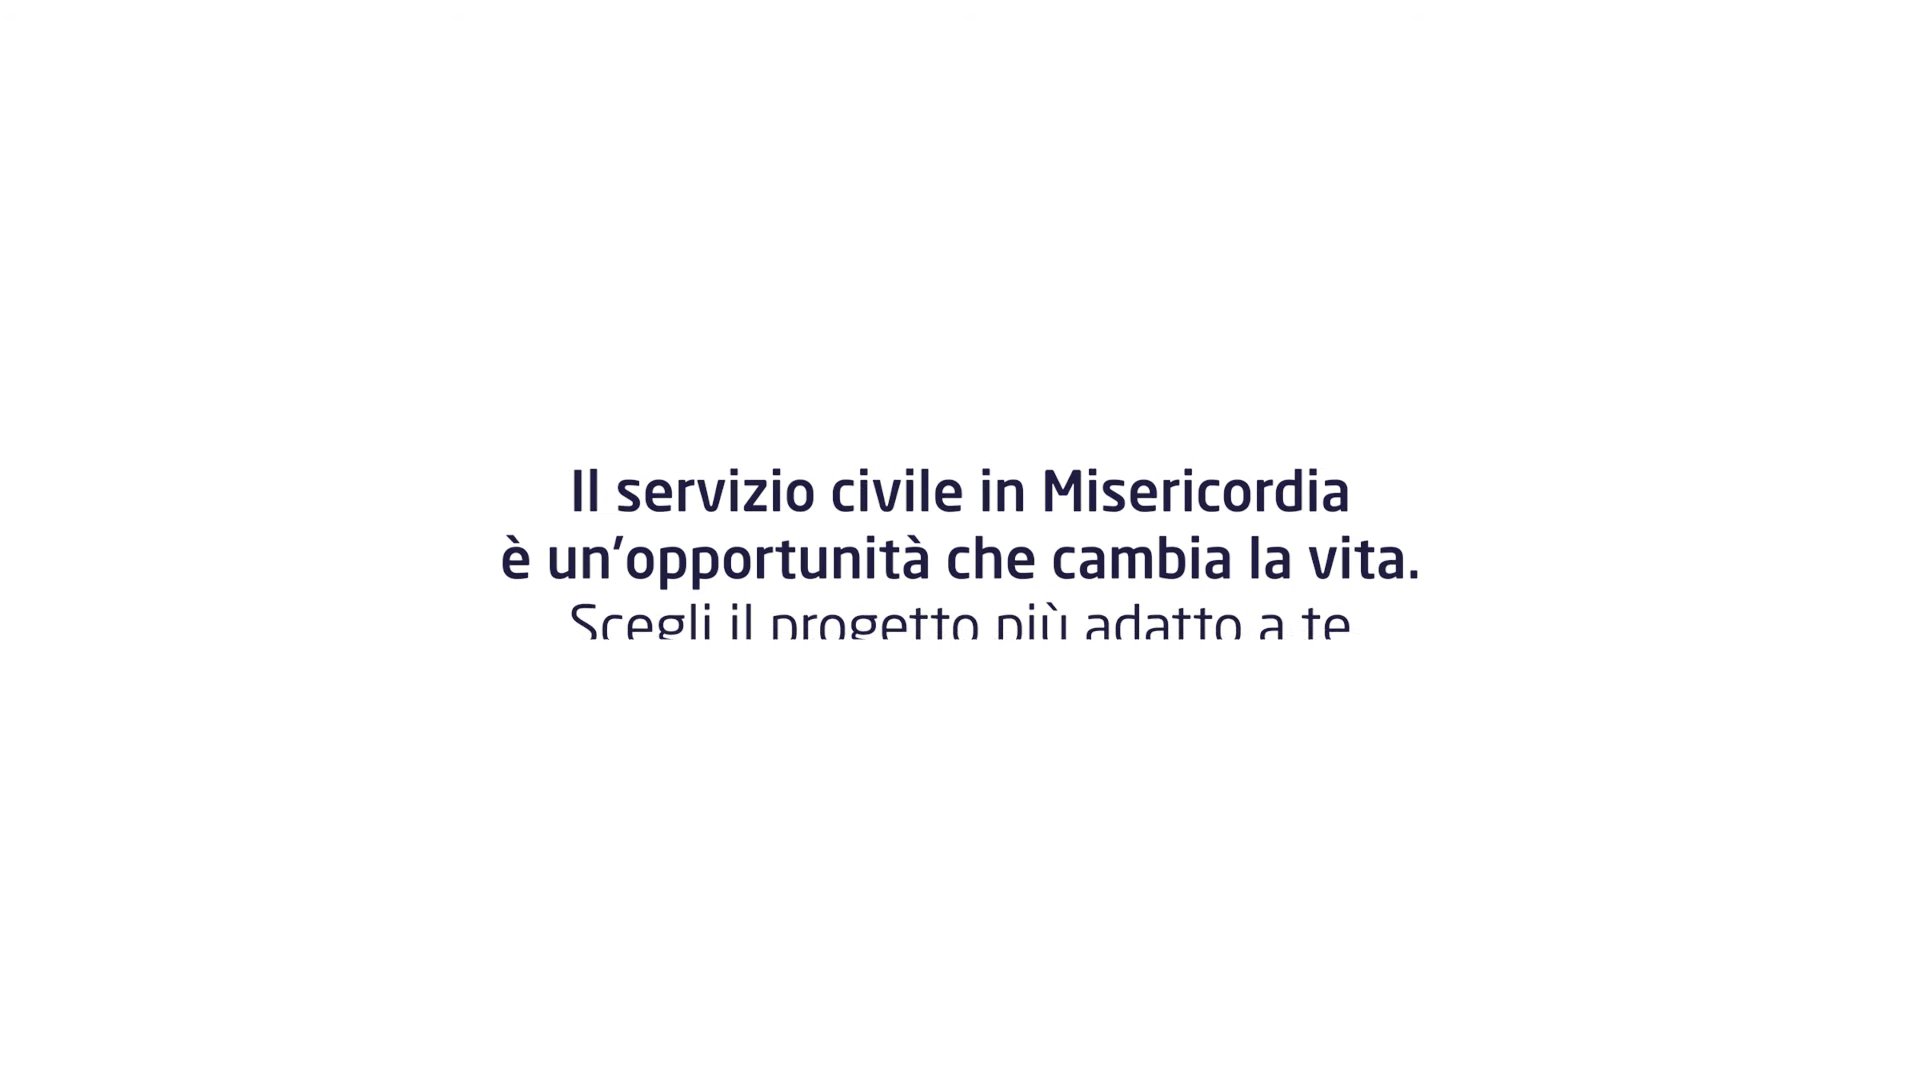 Il servizio civile in Misericordia
è un’opportunità che cambia la vita.
Scegli il progetto più adatto a te